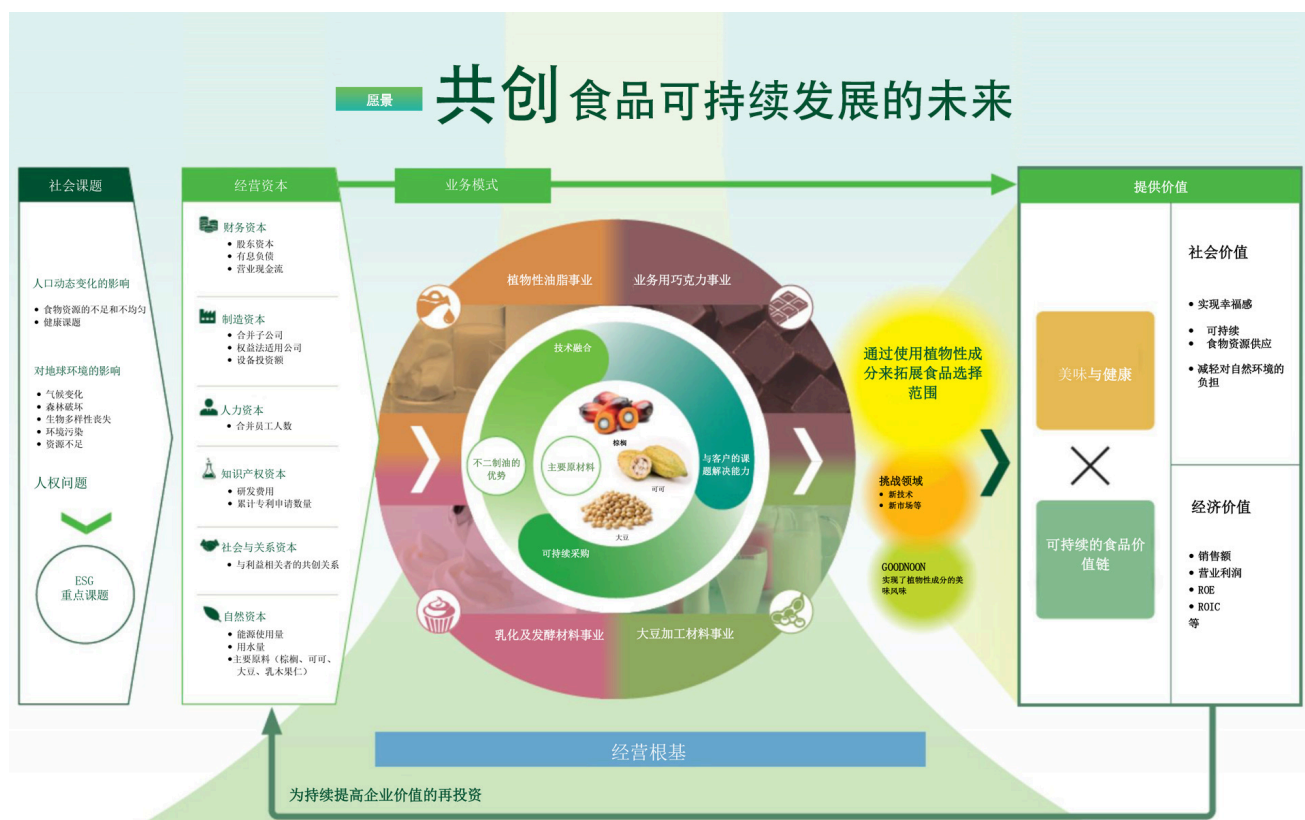 愿景
共创食品可持续发展的未来
社会课题
人口动态变化的影响
● 食物资源的不足和不均匀
● 健康课题
对地球环境的影响
● 气候变化
● 森林破坏
● 生物多样性丧失
● 环境污染
● 资源不足
人权问题
ESG
重点课题
经营资本
财务资本
● 股东资本
● 有息负债
● 营业现金流
制造资本
● 合并子公司
● 权益法适用公司
● 设备投资额
人力资本
● 合并员工人数
知识产权资本
● 研发费用
● 累计专利申请数量
社会与关系资本
● 与利益相关者的共创关系
自然资本
● 能源使用量
● 用水量
●主要原料（棕榈、可可、
大豆、乳木果仁）
业务模式
植物性油脂事业
业务用巧克力事业
技术融合
棕榈
不二制油的
优势
主要原材料
与客户的课
题解决能力
可可
大豆
可持续采购
乳化及发酵材料事业
大豆加工材料事业
通过使用植物性成
分来拓展食品选择
范围
挑战领域
● 新技术
● 新市场等
GOODNOON
实现了植物性成分的美
味风味
提供价值
美味与健康
可持续的食品价
值链
社会价值
● 实现幸福感
● 可持续
● 食物资源供应
● 减轻对自然环境的
负担
经济价值
● 销售额
● 营业利润
● ROE
● ROIC
等
经营根基
为持续提高企业价值的再投资